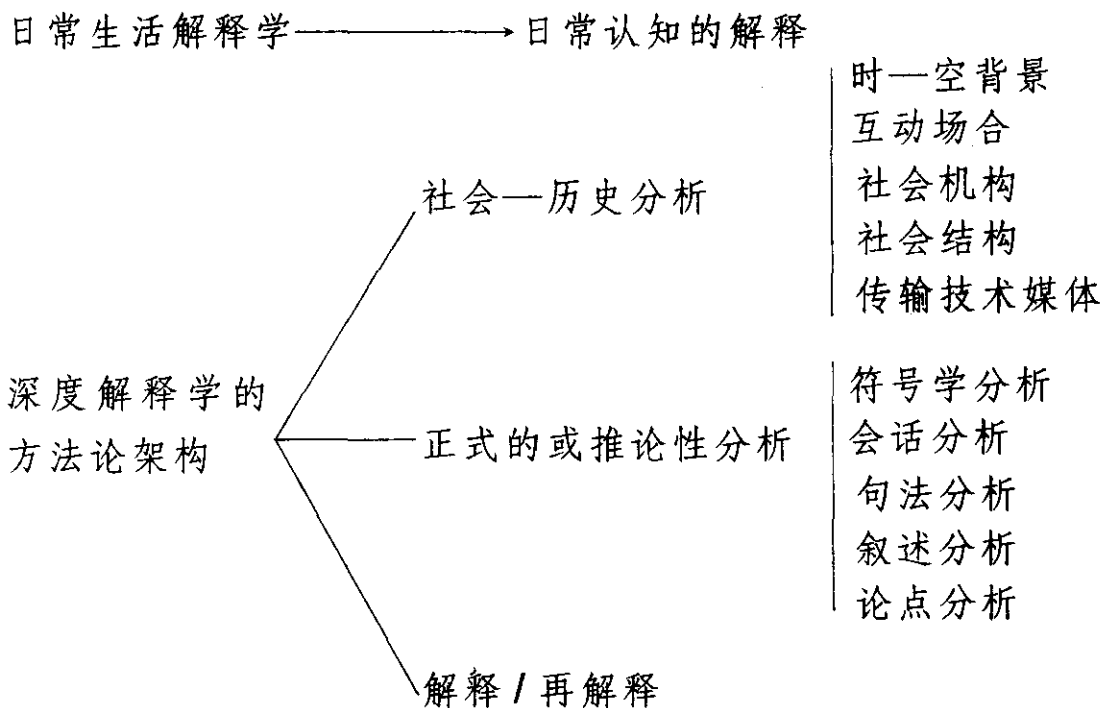 日常生活解释学 → 日常认知的解释
时—空背景
互动场合
社会—历史分析
社会机构
社会结构
传输技术媒体
深度解释学的
方法论架构
正式的或推论性分析
符号学分析
会话分析
句法分析
叙述分析
论点分析
解释/再解释